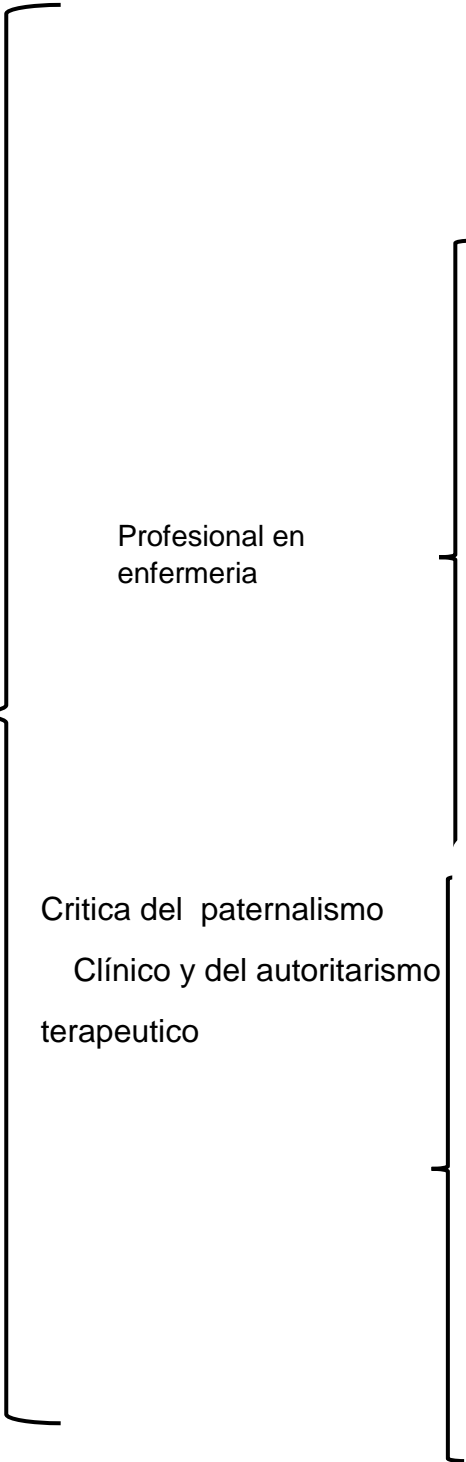 Profesional en
enfermeria
Critica del  paternalismo
Clínico y del autoritarismo
terapeutico